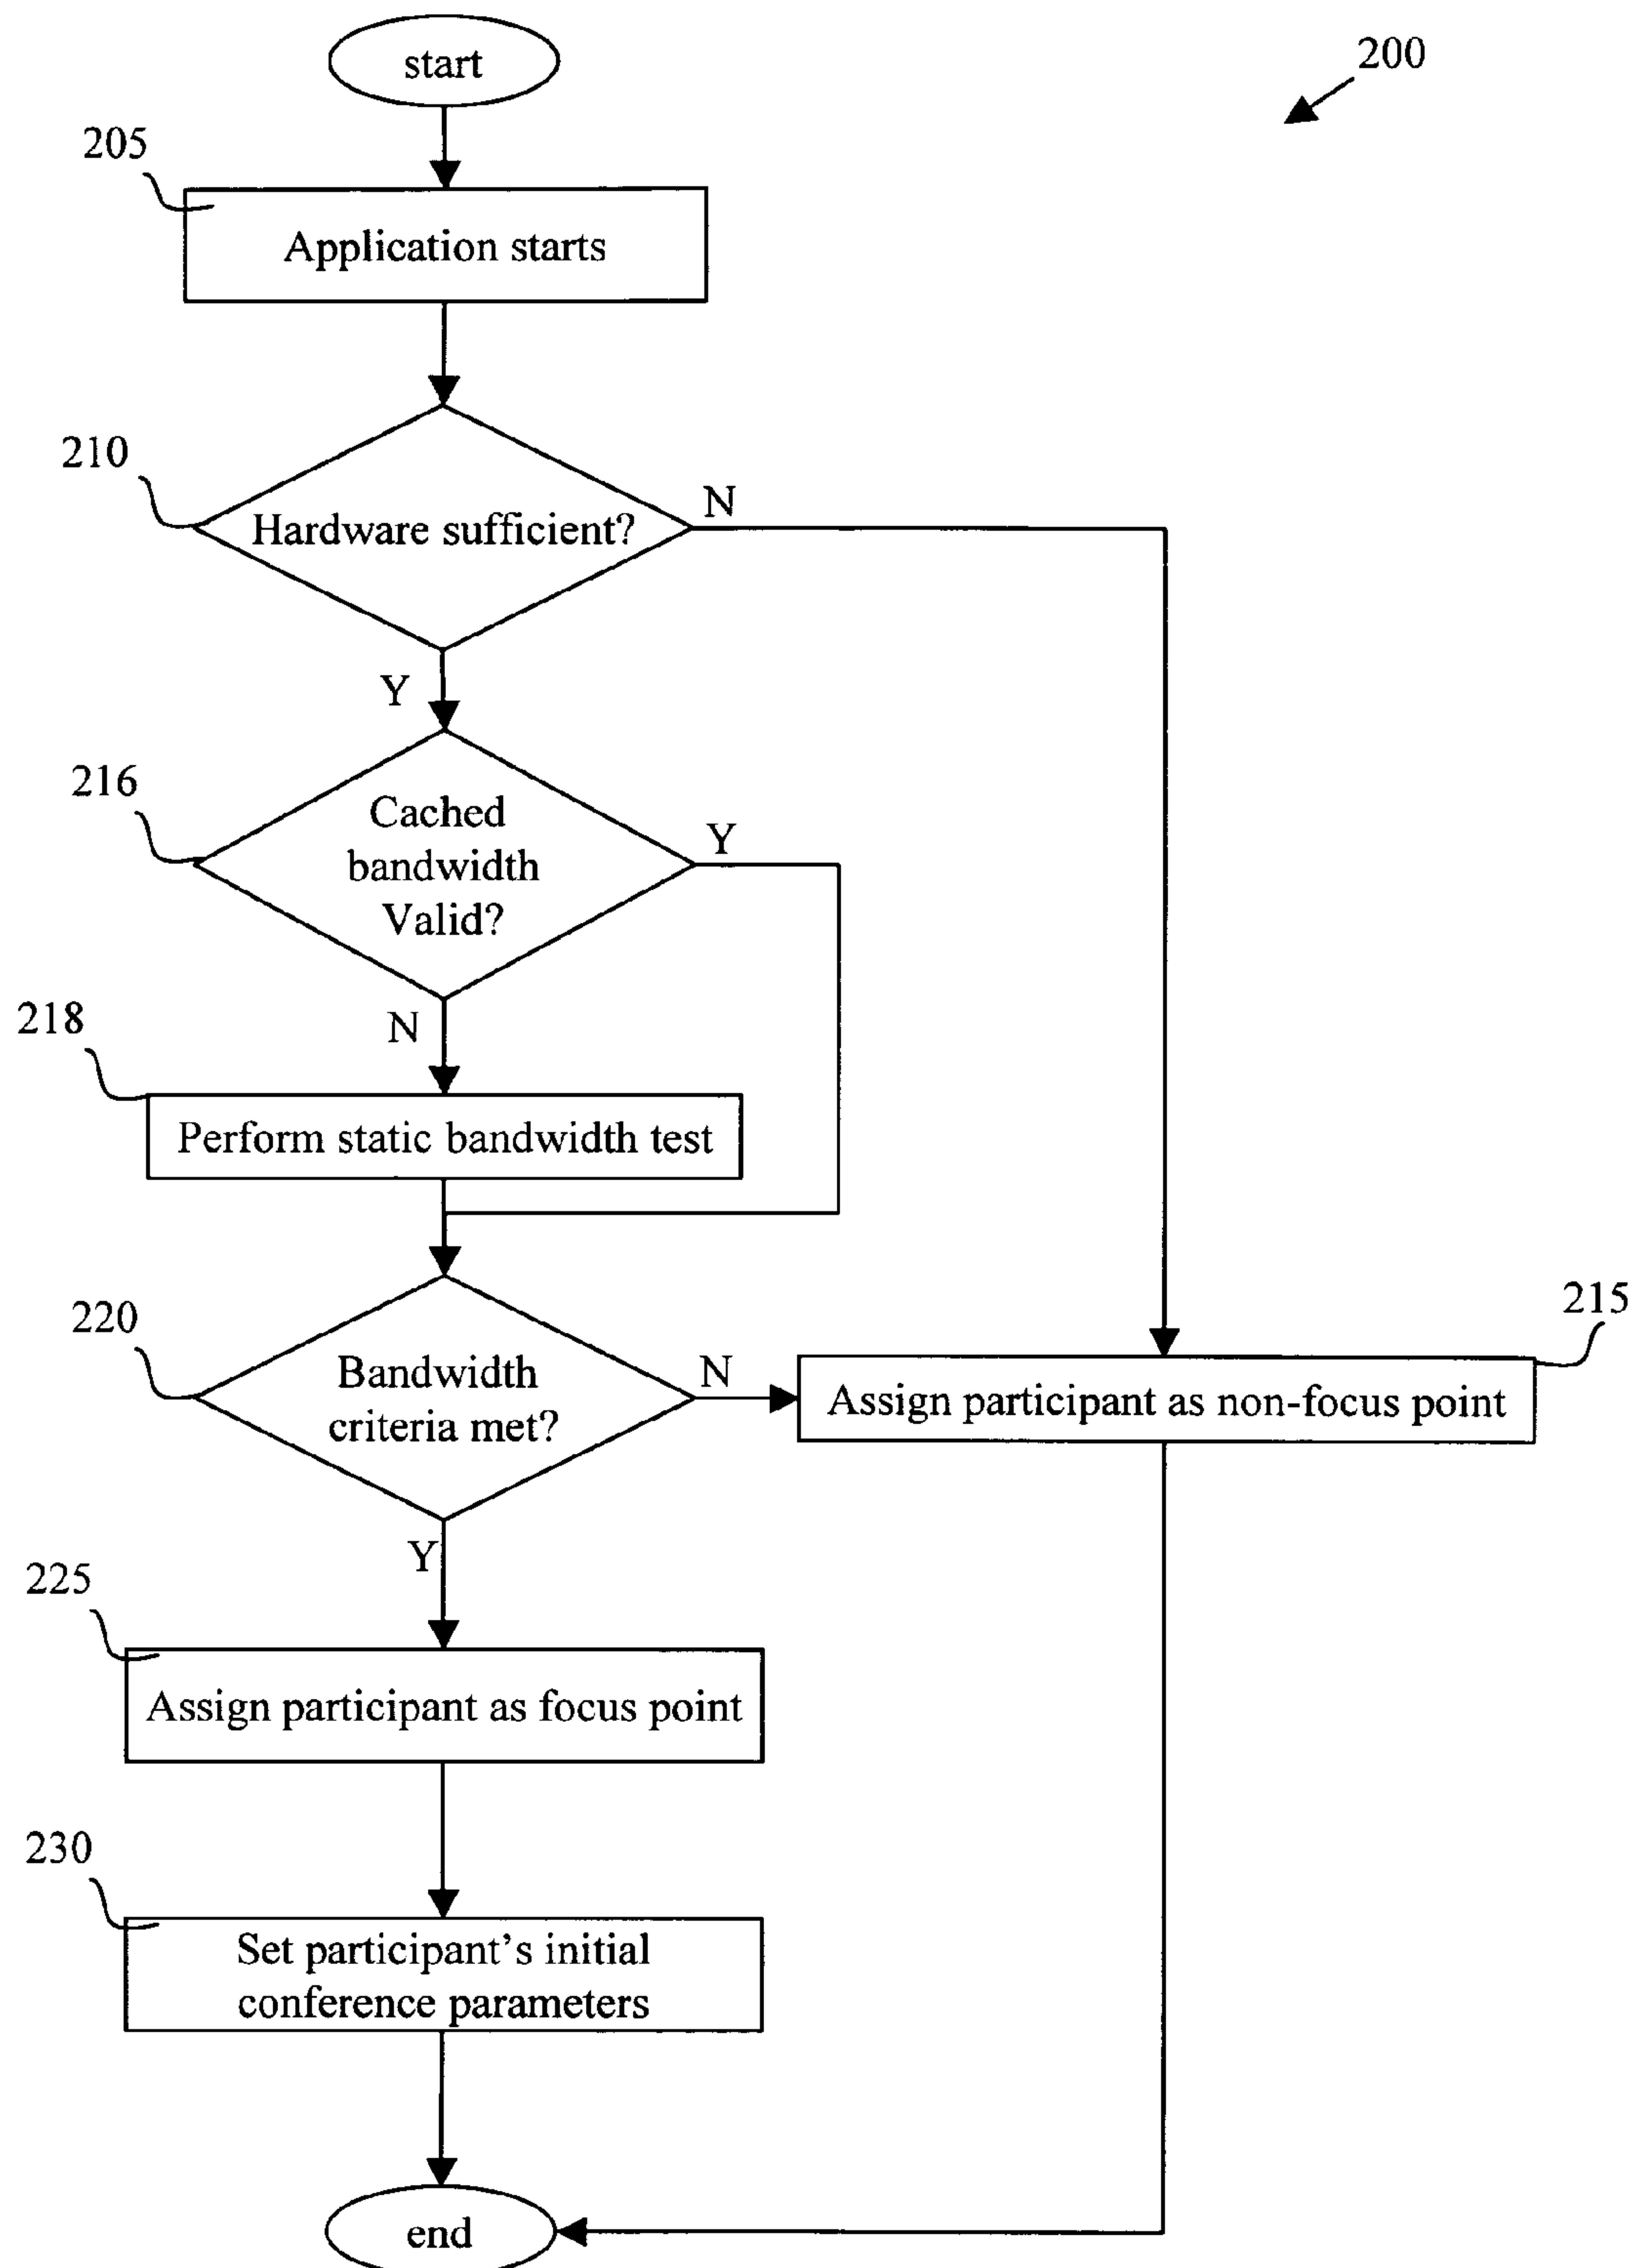 start
200
205
Application starts
210
Hardware sufficient?
N
Y
216
Cached
bandwidth
Valid?
Y
N
218
Perform static bandwidth test
220
Bandwidth
criteria met?
N
215
Assign participant as non-focus point
Y
225
Assign participant as focus point
230
Set participant's initial
conference parameters
end